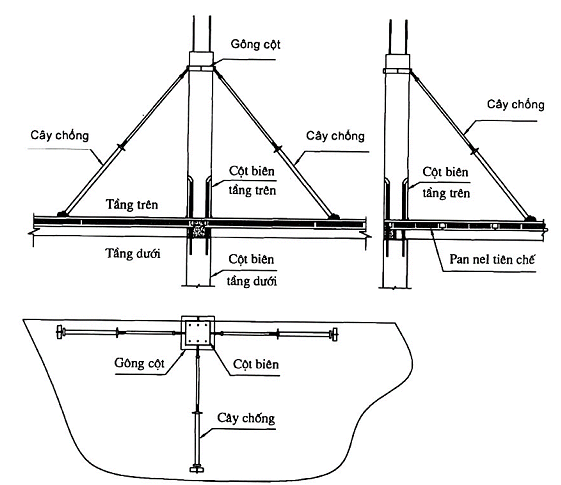 Gông cột
Cây chống
Cây chống
Cột biên
tầng trên
Tầng trên
Tầng dưới
Cột biên
tầng dưới
Cây chống
Cột biên
tầng trên
Pan nel tiên chế
Gông cột
Cột biên
Cây chống